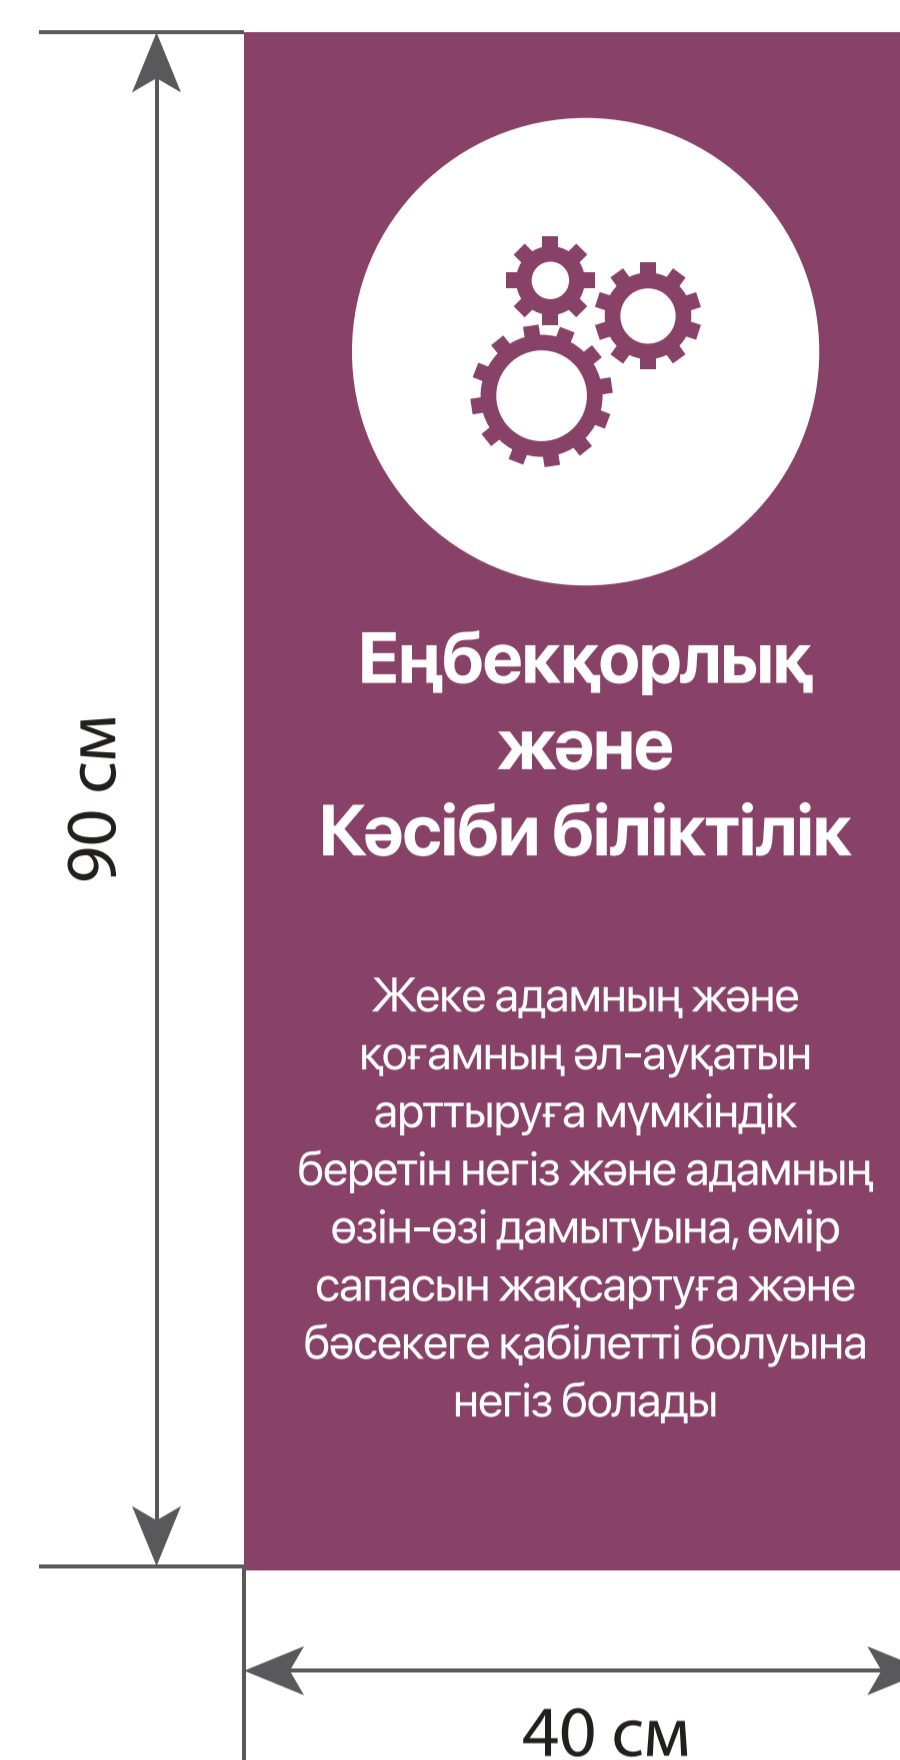 Еңбекқорлық
және
Кәсіби біліктілік
Жеке адамның және
қоғамның әл-ауқатын
арттыруға мүмкіндік
беретін негіз және адамның
өзін-өзі дамытуына, өмір
сапасын жақсартуға және
бәсекеге қабілетті болуына
негіз болады
90 см
40 см